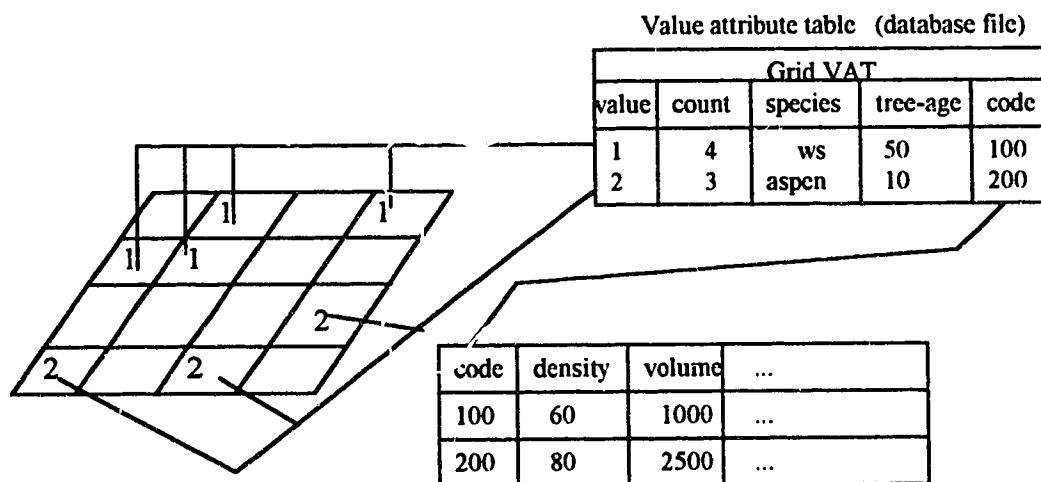 Value attribute table (database file)
Grid VAT
value count species tree-age code
1 4 ws 50 100
2 3 aspen 10 200
1 1
1 1
2
2 2
code density volume ...
100 60 1000 ...
200 80 2500 ...